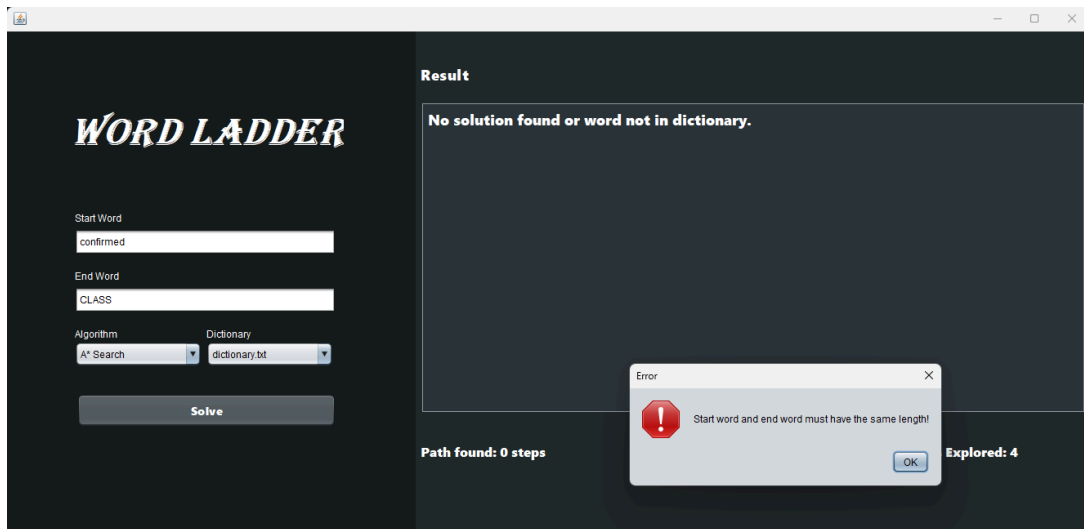 WORD LADDER
Start Word
confirmed
End Word
CLASS
Algorithm Dictionary
A* Search dictionary.txt
Solve
Result
No solution found or word not in dictionary.
Path found: 0 steps
Explored: 4
Error
Start word and end word must have the same length!
OK